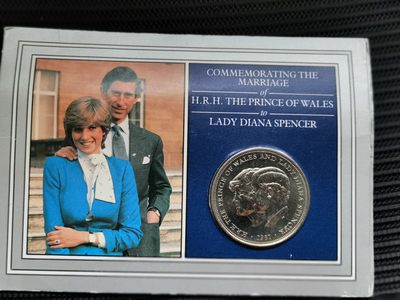 COMMEMORATING THE
MARRIAGE
of
H.R.H. THE PRINCE OF WALES
to
LADY DIANA SPENCER
H.R.H. THE PRINCE OF WALES AND LADY DIANA SPENCER
1981